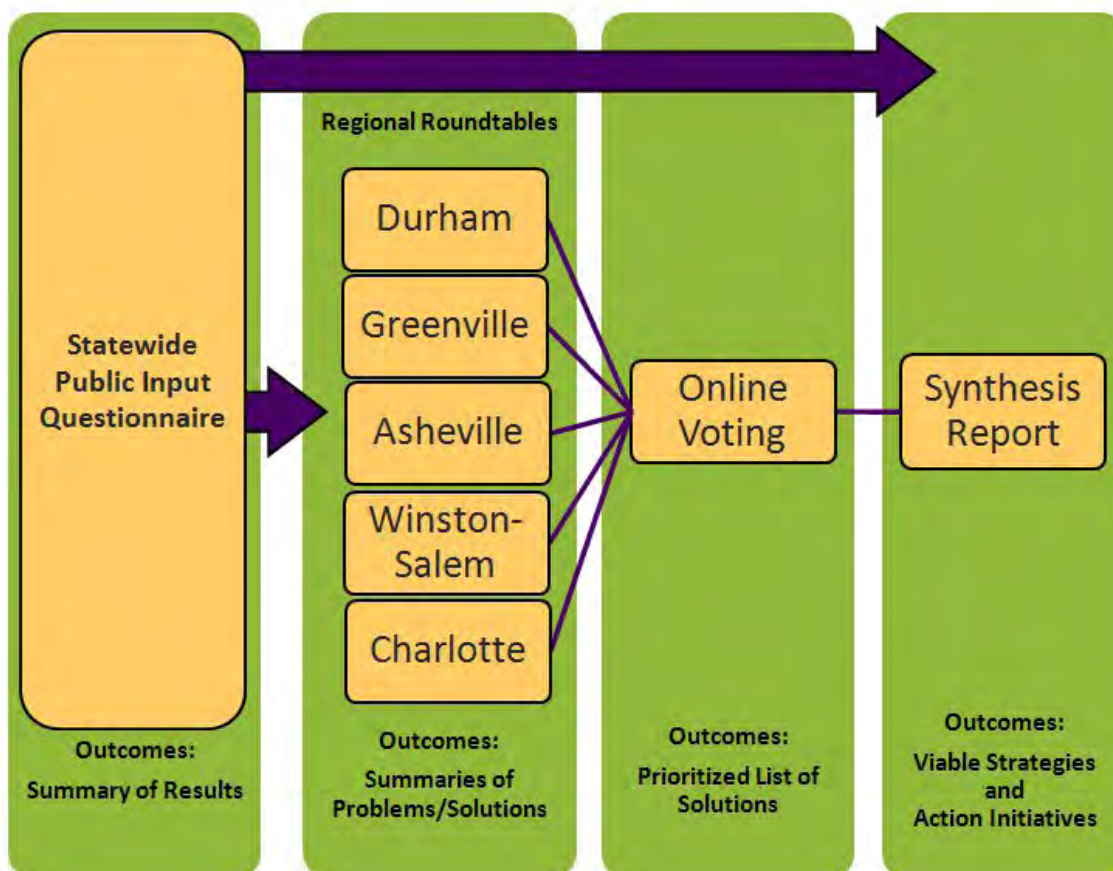 Statewide
Public Input
Questionnaire
Outcomes:
Summary of Results
Regional Roundtables
Durham
Greenville
Asheville
Winston-
Salem
Charlotte
Outcomes:
Summaries of
Problems/Solutions
Online
Voting
Outcomes:
Prioritized List of
Solutions
Synthesis
Report
Outcomes:
Viable Strategies
and
Action Initiatives